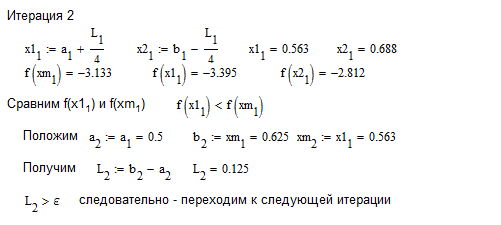 Итерация 2
x1₁ := a₁ + L₁/4 x2₁ := b₁ − L₁/4 x1₁ = 0.563 x2₁ = 0.688
f(xm₁) = −3.133 f(x1₁) = −3.395 f(x2₁) = −2.812
Сравним f(x1₁) и f(xm₁) f(x1₁) < f(xm₁)
Положим a₂ := a₁ = 0.5 b₂ := xm₁ = 0.625 xm₂ := x1₁ = 0.563
Получим L₂ := b₂ − a₂ L₂ = 0.125
L₂ > ε следовательно - переходим к следующей итерации